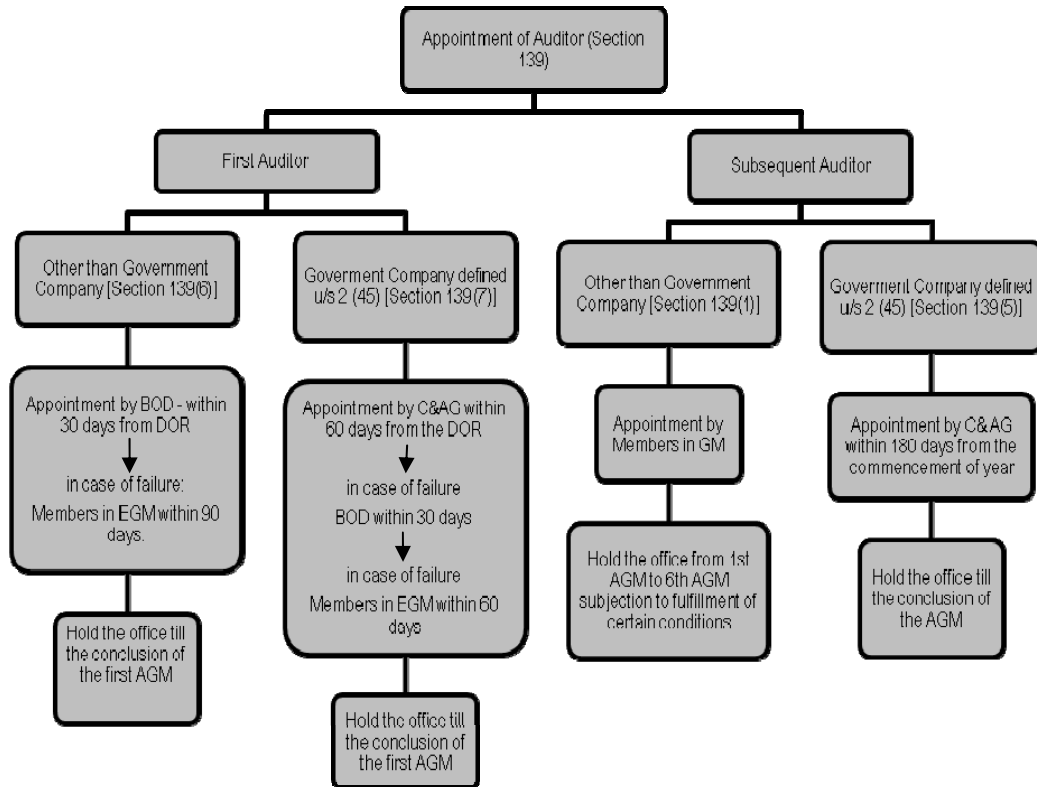 Appointment of Auditor (Section
139)
First Auditor
Subsequent Auditor
Other than Government
Company [Section 139(6)]
Goverment Company defined
u/s 2 (45) [Section 139(7)]
Other than Government
Company [Section 139(1)]
Goverment Company defined
u/s 2 (45) [Section 139(5)]
Appointment by BOD - within
30 days from DOR
in case of failure:
Members in EGM within 90
days.
Appointment by C&AG within
60 days from the DOR
in case of failure
BOD within 30 days
in case of failure
Members in EGM within 60
days
Appointment by
Members in GM
Appointment by C&AG
within 180 days from the
commencement of year
Hold the office till
the conclusion of
the first AGM
Hold the office till
the conclusion of
the first AGM
Hold the office from 1st
AGM to 6th AGM
subjection to fulfillment of
certain conditions
Hold the office till
the conclusion of
the AGM